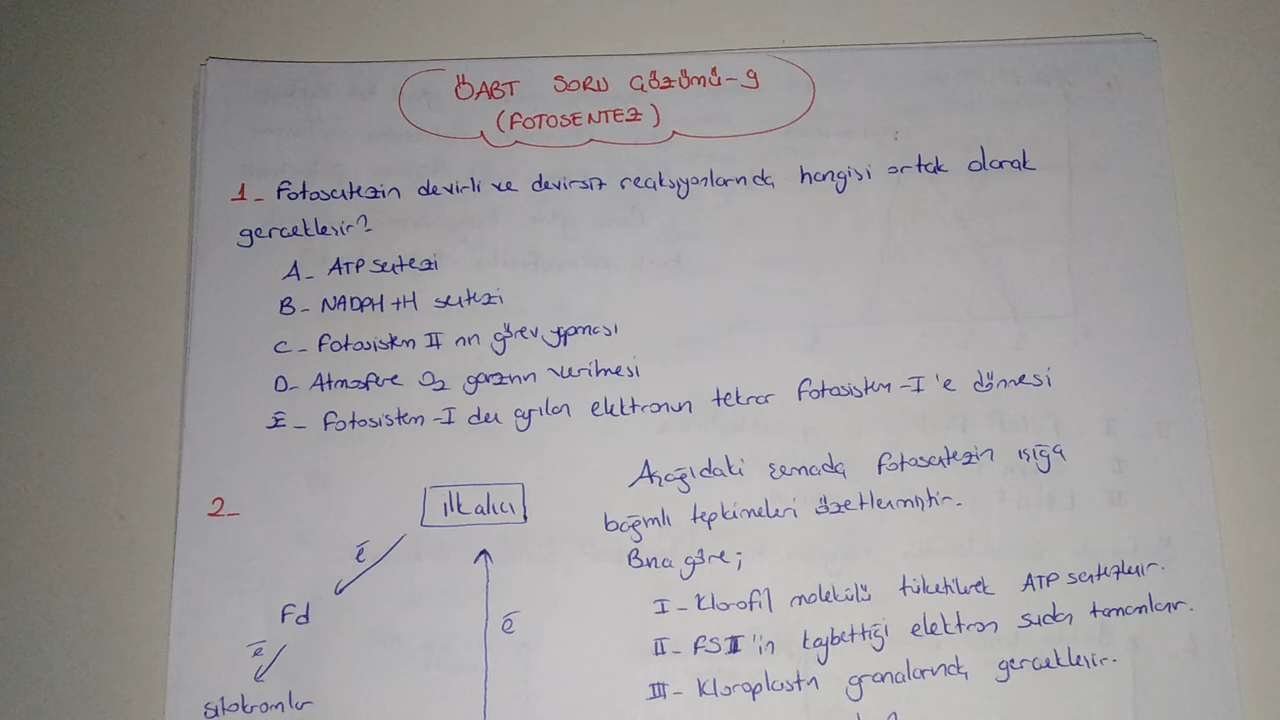 ÖABT SORU ÇÖZÜMÜ-9
(FOTOSENTEZ)
1- Fotosentezin devirli ve devirsiz reaksiyonlarında hangisi ortak olarak
gerçekleşir?
A- ATP sentezi
B- NADPH+H sentezi
C- Fotosistem II nin görev yapması
D- Atmosfere O2 gazının verilmesi
E- Fotosistem-I den ayrılan elektronun tekrar Fotosistem-I'e dönmesi
2-
ilk alıcı
e
Fd
e
sitokromlar
e
Aşağıdaki şemada fotosentezin ışığa
bağımlı tepkimeleri özetlenmiştir.
Buna göre;
I- Klorofil molekülü tüketilerek ATP sentezlenir.
II- FSII'in kaybettiği elektron sudan tamamlanır.
III- Kloroplastın granalarında gerçekleşir.